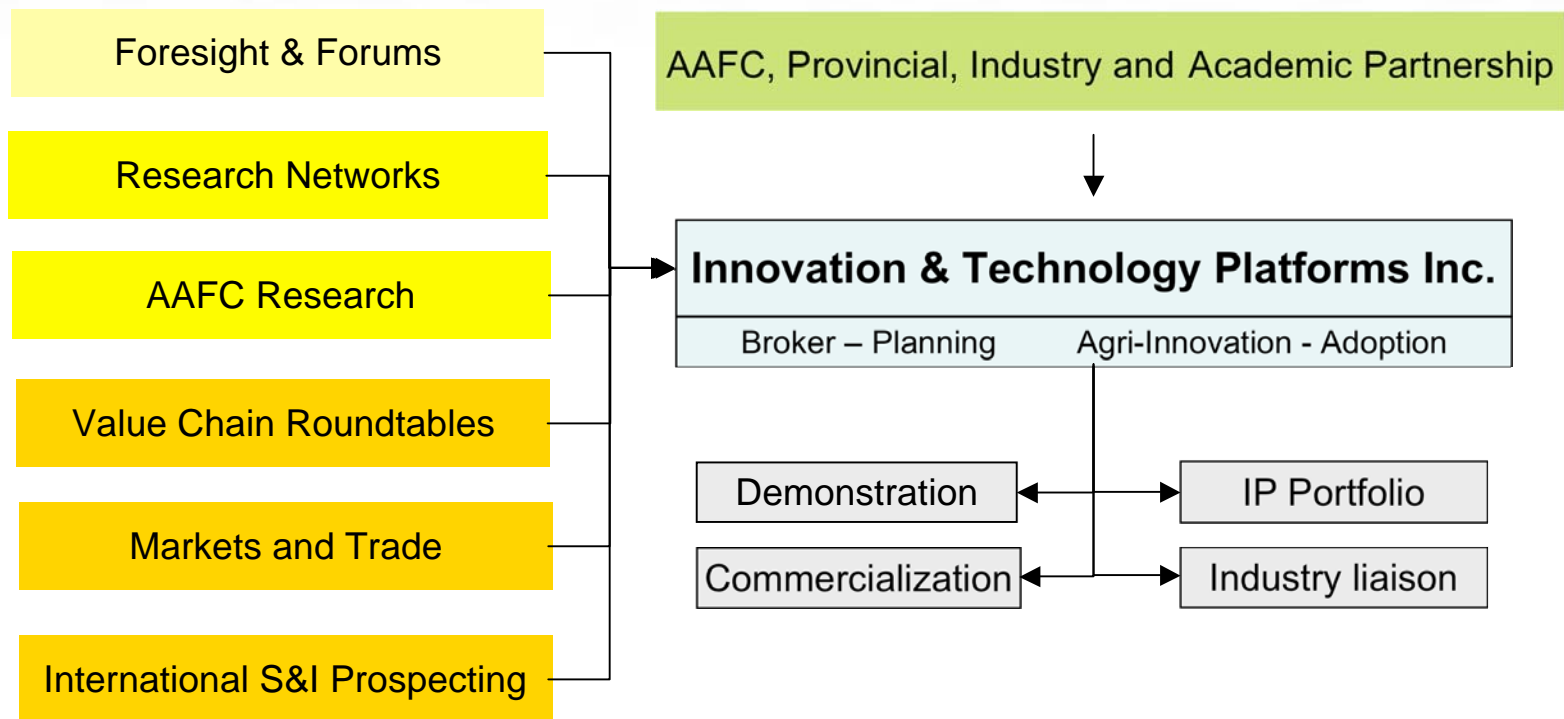 Foresight & Forums
Research Networks
AAFC Research
Value Chain Roundtables
Markets and Trade
International S&I Prospecting
AAFC, Provincial, Industry and Academic Partnership
Innovation & Technology Platforms Inc.
Broker – Planning Agri-Innovation - Adoption
Demonstration
IP Portfolio
Commercialization
Industry liaison